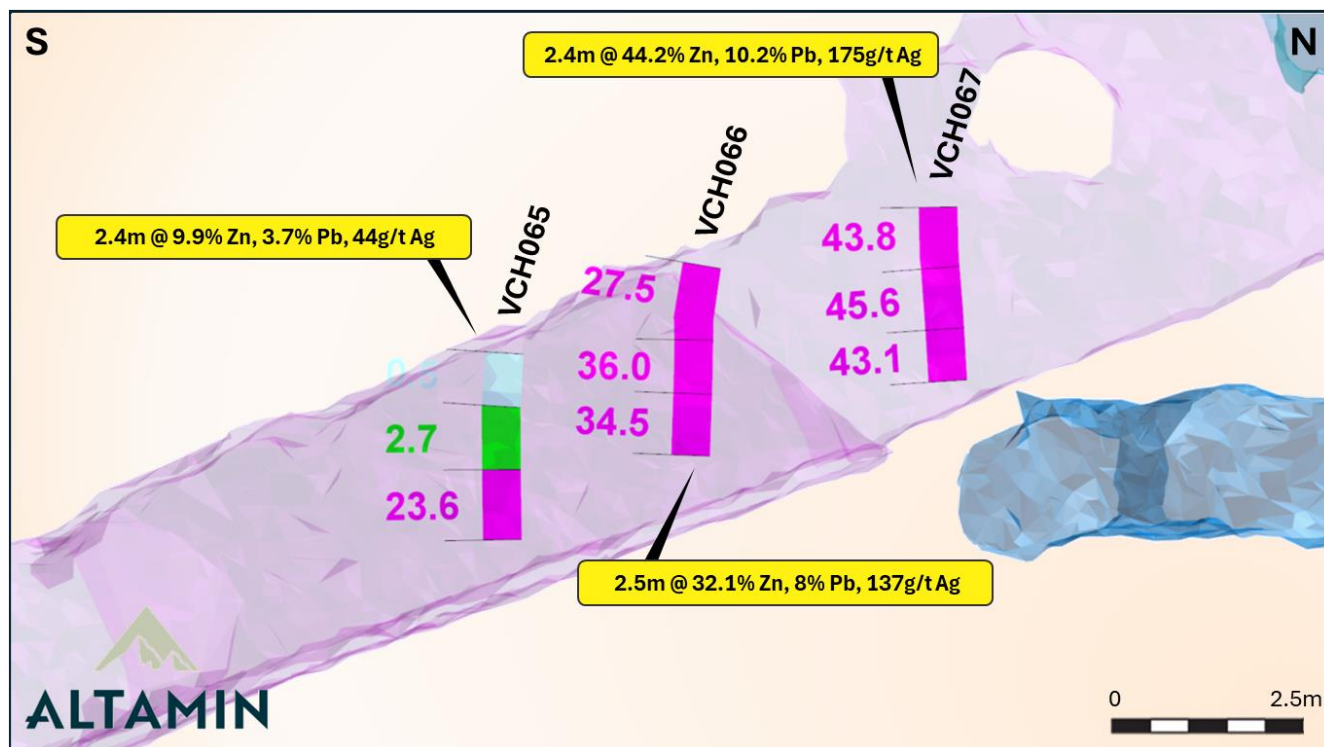 S
N
2.4m @ 44.2% Zn, 10.2% Pb, 175g/t Ag
VCH067
VCH066
2.4m @ 9.9% Zn, 3.7% Pb, 44g/t Ag
VCH065
43.8
27.5
45.6
36.0
43.1
34.5
2.7
23.6
2.5m @ 32.1% Zn, 8% Pb, 137g/t Ag
ALTAMIN
0 2.5m